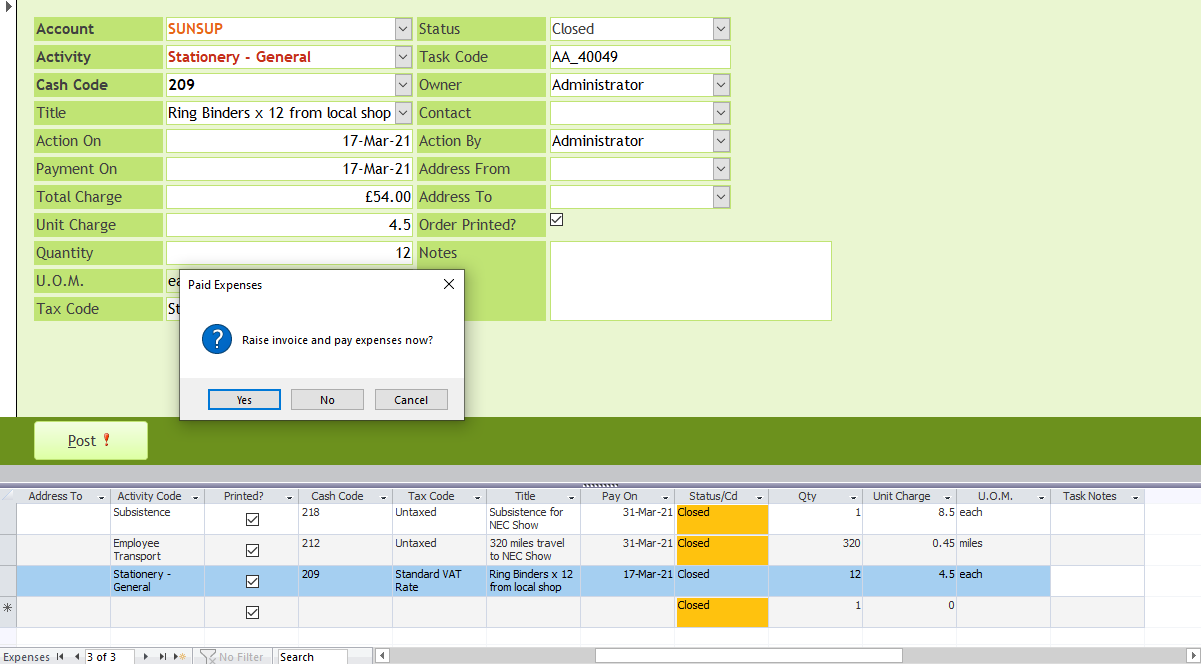 Account SUNSUP Status Closed
Activity Stationery - General Task Code AA_40049
Cash Code 209 Owner Administrator
Title Ring Binders x 12 from local shop Contact
Action On 17-Mar-21 Action By Administrator
Payment On 17-Mar-21 Address From
Total Charge £54.00 Address To
Unit Charge 4.5 Order Printed?
Quantity 12 Notes
U.O.M.
Tax Code
Paid Expenses
Raise invoice and pay expenses now?
Yes No Cancel
Post
Address To Activity Code Printed? Cash Code Tax Code Title Pay On Status/Cd Qty Unit Charge U.O.M. Task Notes
Subsistence 218 Untaxed Subsistence for 31-Mar-21 Closed 1 8.5 each
NEC Show
Employee 212 Untaxed 320 miles travel 31-Mar-21 Closed 320 0.45 miles
Transport to NEC Show
Stationery - 209 Standard VAT Ring Binders x 12 17-Mar-21 Closed 12 4.5 each
General Rate from local shop
Closed 1 0
Expenses 3 of 3 No Filter Search